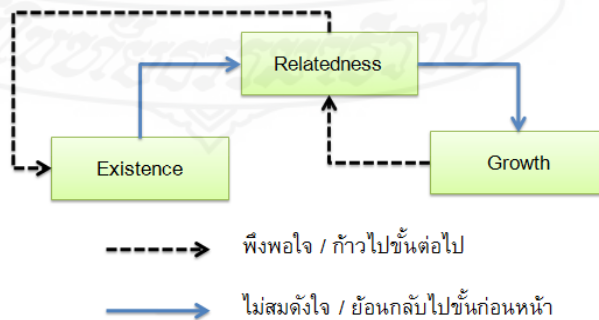 Relatedness
Existence
Growth
พึงพอใจ / ก้าวไปขั้นต่อไป
ไม่สมดังใจ / ย้อนกลับไปขั้นก่อนหน้า